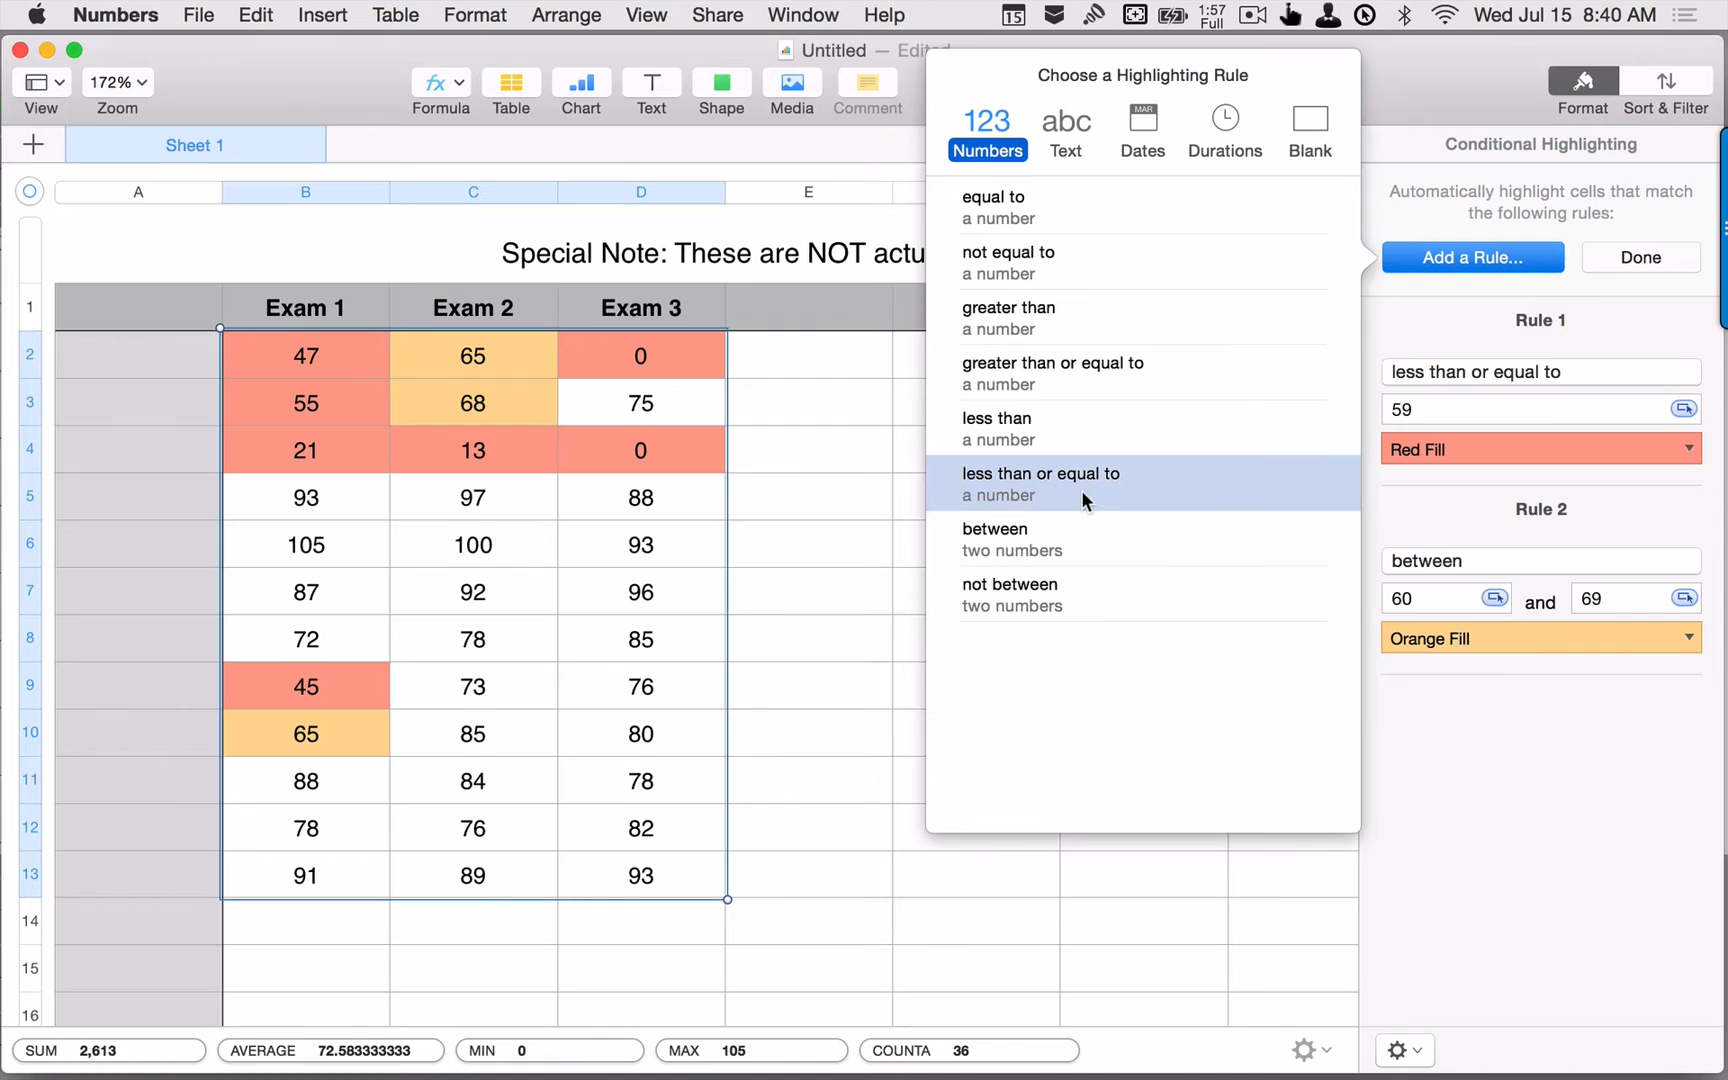 Numbers File Edit Insert Table Format Arrange View Share Window Help 15 1:57 Full Wed Jul 15 8:40 AM
Untitled — Edited
172%
View Zoom Formula Table Chart Text Shape Media Comment Format Sort & Filter
Sheet 1
A B C D E
Special Note: These are NOT actu
Exam 1 Exam 2 Exam 3
1
2 47 65 0
3 55 68 75
4 21 13 0
5 93 97 88
6 105 100 93
7 87 92 96
8 72 78 85
9 45 73 76
10 65 85 80
11 88 84 78
12 78 76 82
13 91 89 93
14
15
16
SUM 2,613 AVERAGE 72.583333333 MIN 0 MAX 105 COUNTA 36
Choose a Highlighting Rule
123 abc MAR
Numbers Text Dates Durations Blank
equal to
a number
not equal to
a number
greater than
a number
greater than or equal to
a number
less than
a number
less than or equal to
a number
between
two numbers
not between
two numbers
Conditional Highlighting
Automatically highlight cells that match
the following rules:
Add a Rule... Done
Rule 1
less than or equal to
59
Red Fill
Rule 2
between
60 and 69
Orange Fill